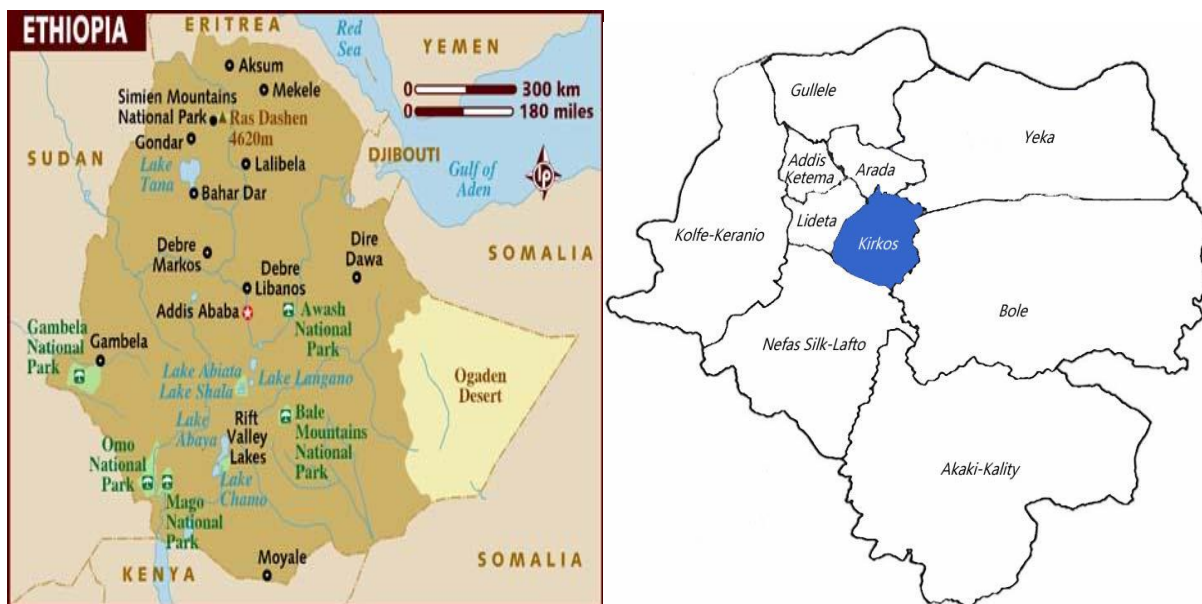 ETHIOPIA
ERITREA
Red
Sea
YEMEN
Aksum
Mekele
0 300 km
0 180 miles
Simien Mountains
National Park
Ras Dashen
4620m
Gondar
SUDAN
Lake
Tana
Lalibela
DJIBOUTI
Gulf of
Aden
LP
Bahar Dar
Debre
Markos
Dire
Dawa
SOMALIA
Debre
Libanos
Addis Ababa
Awash
National
Park
Gambela
National
Park
Gambela
Lake Abiata
Lake Shala
Lake Langano
Ogaden
Desert
Lake
Abaya
Rift
Valley
Lakes
Bale
Mountains
National
Park
Omo
National
Park
Lake
Chamo
Mago
National
Park
Moyale
KENYA
SOMALIA
Gullele
Yeka
Addis
Ketema
Arada
Lideta
Kolfe-Keranio
Kirkos
Bole
Nefas Silk-Lafto
Akaki-Kality